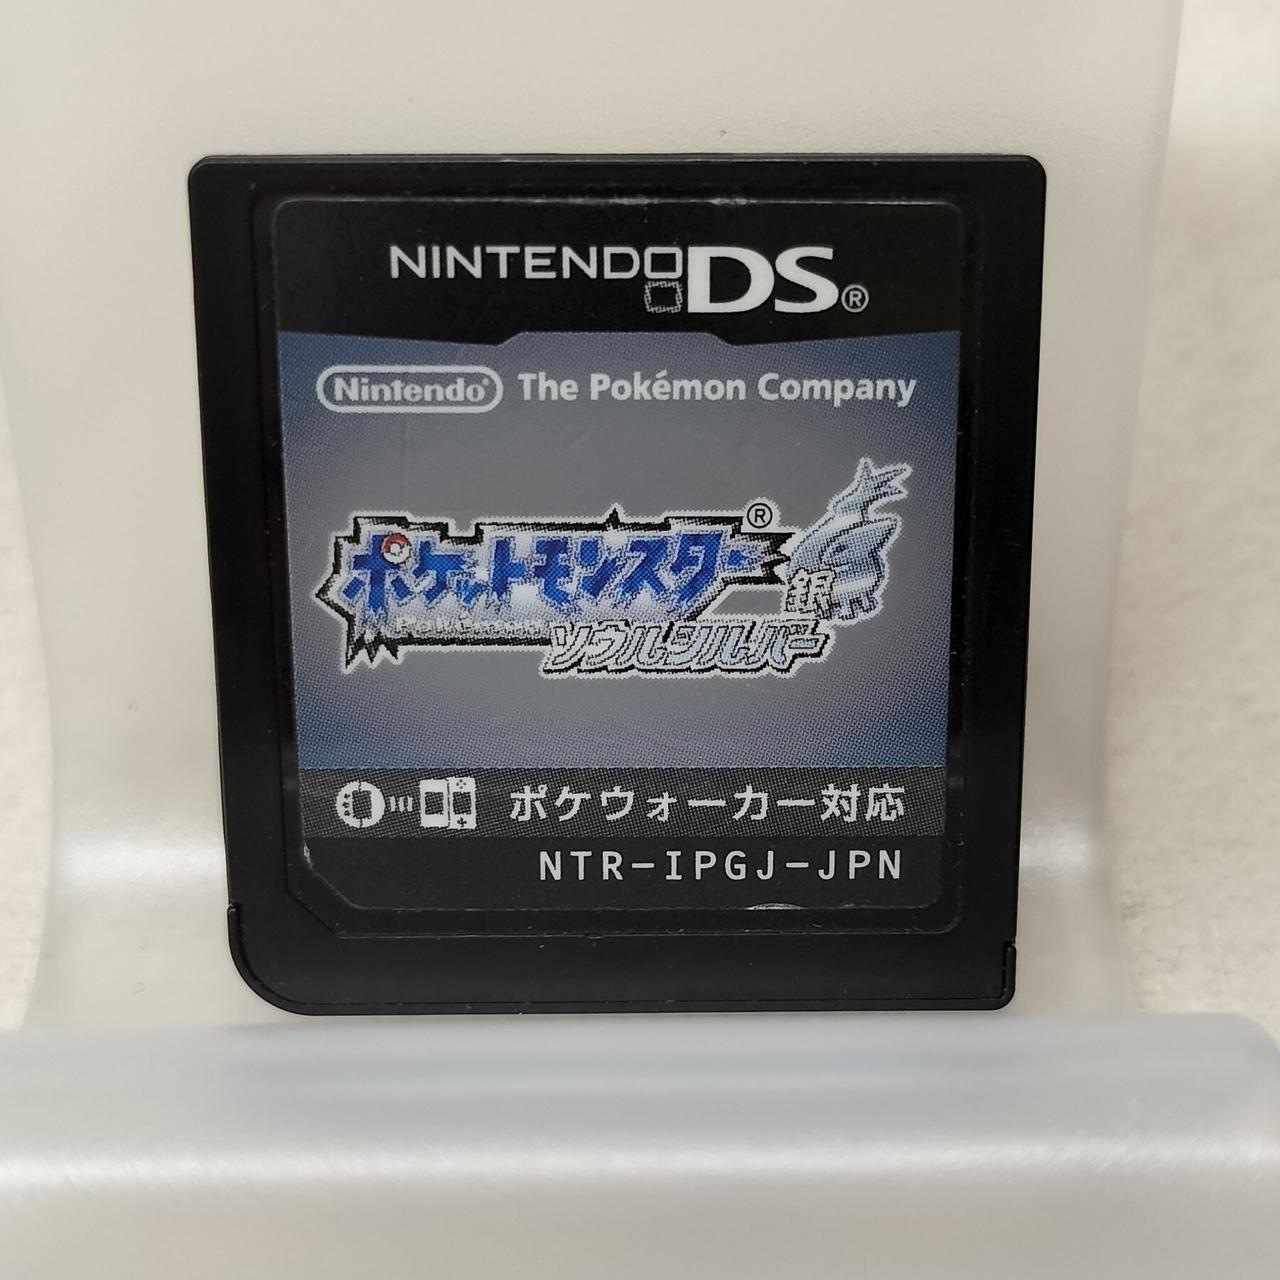 NINTENDO DS®
Nintendo® The Pokémon Company
ポケットモンスター®
銀
ソウルシルバー
ポケウォーカー対応
NTR-IPGJ-JPN